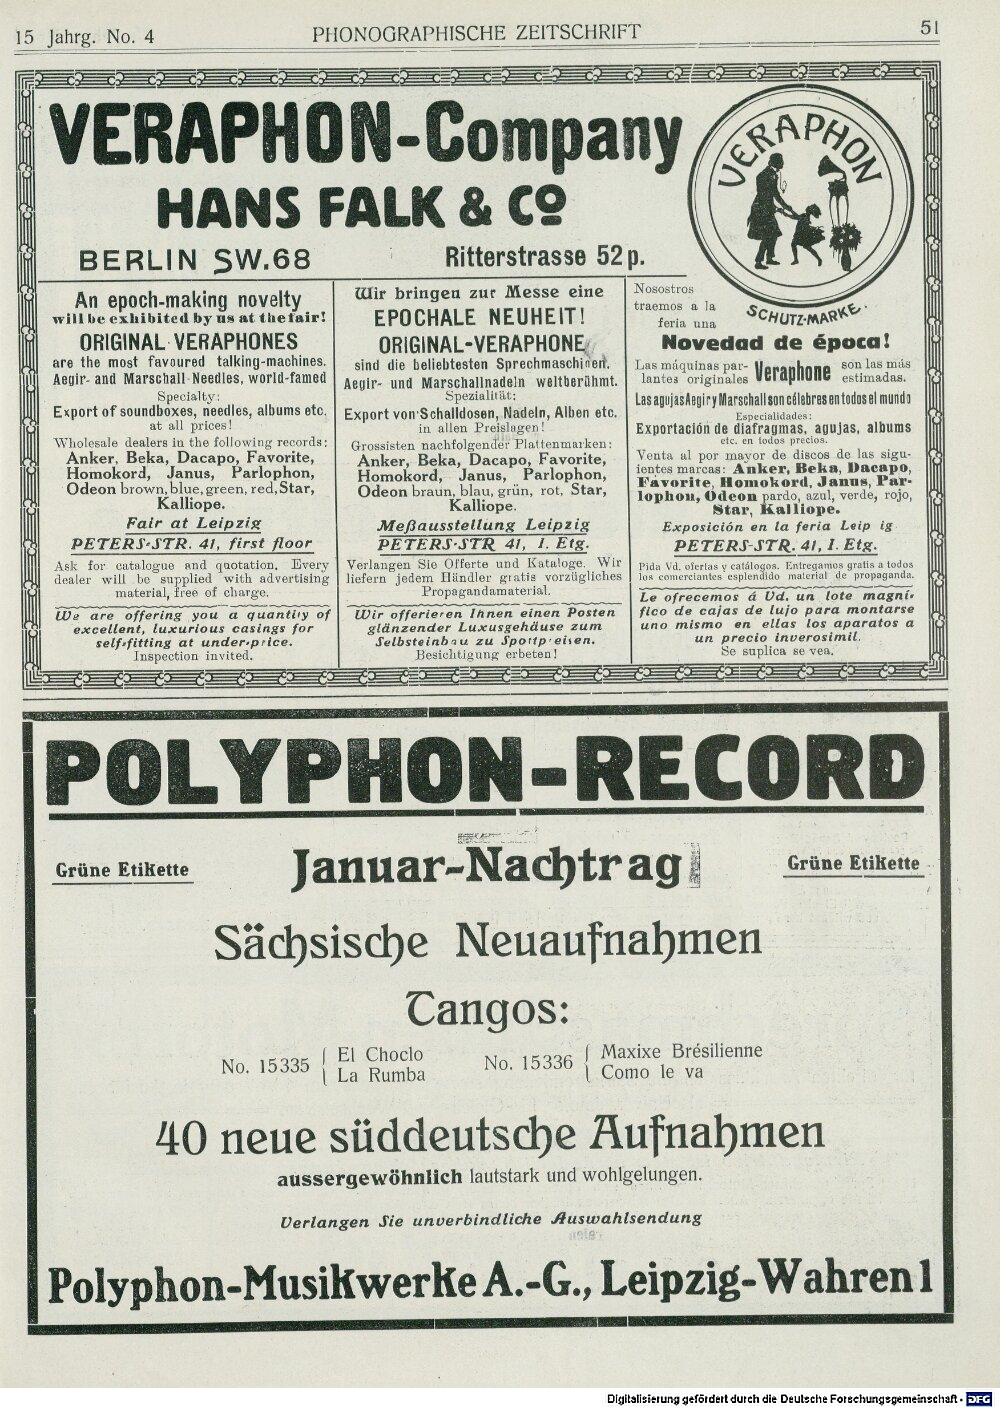 15 Jahrg. No. 4
PHONOGRAPHISCHE ZEITSCHRIFT
51
VERAPHON-Company
HANS FALK & Co
BERLIN SW.68
Ritterstrasse 52 p.
VERAPHON
SCHUTZ-MARKE.
An epoch-making novelty
will be exhibited by us at the fair!
ORIGINAL VERAPHONES
are the most favoured talking-machines.
Aegir- and Marschall-Needles, world-famed
Specialty:
Export of soundboxes, needles, albums etc.
at all prices!
Wholesale dealers in the following records:
Anker, Beka, Dacapo, Favorite,
Homokord, Janus, Parlophon,
Odeon brown, blue, green, red, Star,
Kalliope.
Fair at Leipzig
PETERS-STR. 41, first floor
Ask for catalogue and quotation. Every
dealer will be supplied with advertising
material, free of charge.
We are offering you a quantity of
excellent, luxurious casings for
self-fitting at under-price.
Inspection invited.
Wir bringen zur Messe eine
EPOCHALE NEUHEIT!
ORIGINAL-VERAPHONE
sind die beliebtesten Sprechmaschinen.
Aegir- und Marschallnadeln weltberühmt.
Spezialität:
Export von Schalldosen, Nadeln, Alben etc.
in allen Preislagen!
Grossisten nachfolgender Plattenmarken:
Anker, Beka, Dacapo, Favorite,
Homokord, Janus, Parlophon,
Odeon braun, blau, grün, rot, Star,
Kalliope.
Meßausstellung Leipzig
PETERS-STR 41, I. Etg.
Verlangen Sie Offerte und Kataloge. Wir
liefern jedem Händler gratis vorzügliches
Propagandamaterial.
Wir offerieren Ihnen einen Posten
glänzender Luxusgehäuse zum
Selbsteinbau zu Spottpreisen.
Besichtigung erbeten!
Nosostros
traemos a la
feria una
Novedad de época!
Las máquinas parlantes originales Veraphone son las más estimadas.
Las agujas Aegir y Marschall son célebres en todos el mundo
Especialidades:
Exportación de diafragmas, agujas, albums
etc. en todos precios.
Venta al por mayor de discos de las sigu-
ientes marcas: Anker, Beka, Dacapo,
Favorite, Homokord, Janus, Par-
lophon, Odeon pardo, azul, verde, rojo,
Star, Kalliope.
Exposición en la feria Leip ig
PETERS-STR. 41, I. Etg.
Pida Vd. ofertas y catálogos. Entregamos gratis a todos
los comerciantes esplendido material de propaganda.
Le ofrecemos á Vd. un lote magní-
fico de cajas de lujo para montarse
uno mismo en ellas los aparatos a
un precio inverosimil.
Se suplica se vea.
POLYPHON-RECORD
Grüne Etikette
Januar-Nachtrag
Grüne Etikette
Sächsische Neuaufnahmen
Tangos:
No. 15335 { El Choclo
La Rumba
No. 15336 { Maxixe Brésilienne
Como le va
40 neue süddeutsche Aufnahmen
aussergewöhnlich lautstark und wohlgelungen.
Verlangen Sie unverbindliche Auswahlsendung
Polyphon-Musikwerke A.-G., Leipzig-Wahren 1
Digitalisierung gefördert durch die Deutsche Forschungsgemeinschaft - DFG